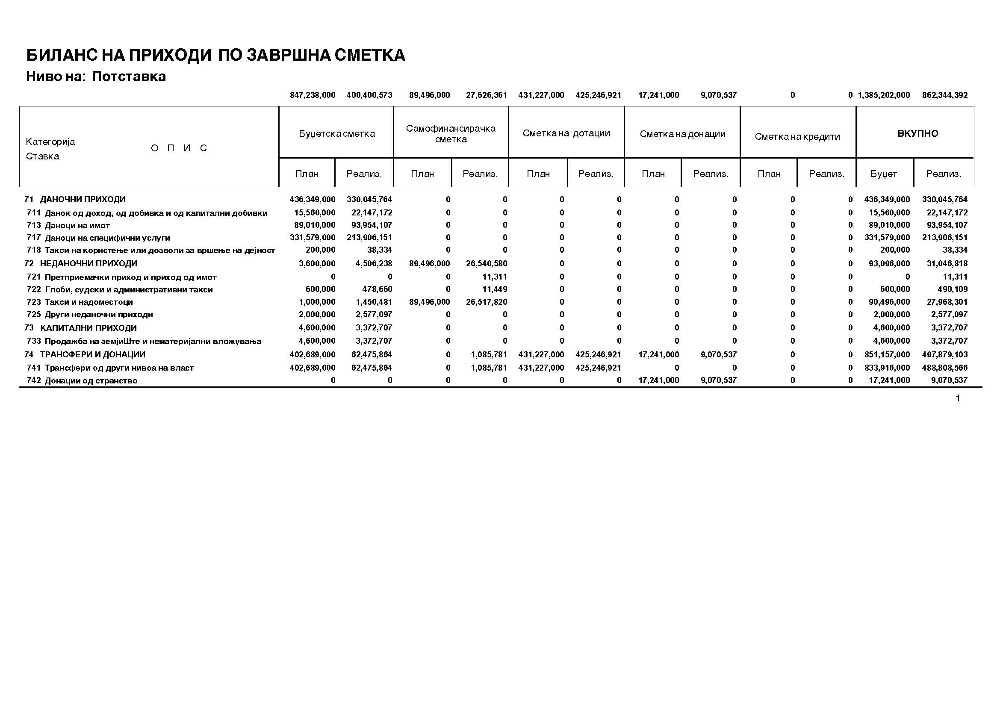 БИЛАНС НА ПРИХОДИ ПО ЗАВРШНА СМЕТКА
Ниво на: Потставка
847,238,000 400,400,573 89,496,000 27,626,361 431,227,000 425,246,921 17,241,000 9,070,537 0 0 1,385,202,000 862,344,392
Категорија
Ставка
О П И С
Буџетска сметка
Самофинансирачка
сметка
Сметка на дотации
Сметка на донации
Сметка на кредити
ВКУПНО
План Реализ. План Реализ. План Реализ. План Реализ. План Реализ. Буџет Реализ.
71 ДАНОЧНИ ПРИХОДИ 436,349,000 330,045,764 0 0 0 0 0 0 0 0 436,349,000 330,045,764
711 Данок од доход, од добивка и од капитални добивки 15,560,000 22,147,172 0 0 0 0 0 0 0 0 15,560,000 22,147,172
713 Даноци на имот 89,010,000 93,954,107 0 0 0 0 0 0 0 0 89,010,000 93,954,107
717 Даноци на специфични услуги 331,579,000 213,906,151 0 0 0 0 0 0 0 0 331,579,000 213,906,151
718 Такси на користење или дозволи за вршење на дејност 200,000 38,334 0 0 0 0 0 0 0 0 200,000 38,334
72 НЕДАНОЧНИ ПРИХОДИ 3,600,000 4,506,238 89,496,000 26,540,580 0 0 0 0 0 0 93,096,000 31,046,818
721 Претприемачки приход и приход од имот 0 0 0 11,311 0 0 0 0 0 0 0 11,311
722 Глоби, судски и административни такси 600,000 478,660 0 11,449 0 0 0 0 0 0 600,000 490,109
723 Такси и надоместоци 1,000,000 1,450,481 89,496,000 26,517,820 0 0 0 0 0 0 90,496,000 27,968,301
725 Други неданочни приходи 2,000,000 2,577,097 0 0 0 0 0 0 0 0 2,000,000 2,577,097
73 КАПИТАЛНИ ПРИХОДИ 4,600,000 3,372,707 0 0 0 0 0 0 0 0 4,600,000 3,372,707
733 Продажба на земјиШте и нематеријални вложувања 4,600,000 3,372,707 0 0 0 0 0 0 0 0 4,600,000 3,372,707
74 ТРАНСФЕРИ И ДОНАЦИИ 402,689,000 62,475,864 0 1,085,781 431,227,000 425,246,921 17,241,000 9,070,537 0 0 851,157,000 497,879,103
741 Трансфери од други нивоа на власт 402,689,000 62,475,864 0 1,085,781 431,227,000 425,246,921 0 0 0 0 833,916,000 488,808,566
742 Донации од странство 0 0 0 0 0 0 17,241,000 9,070,537 0 0 17,241,000 9,070,537
1